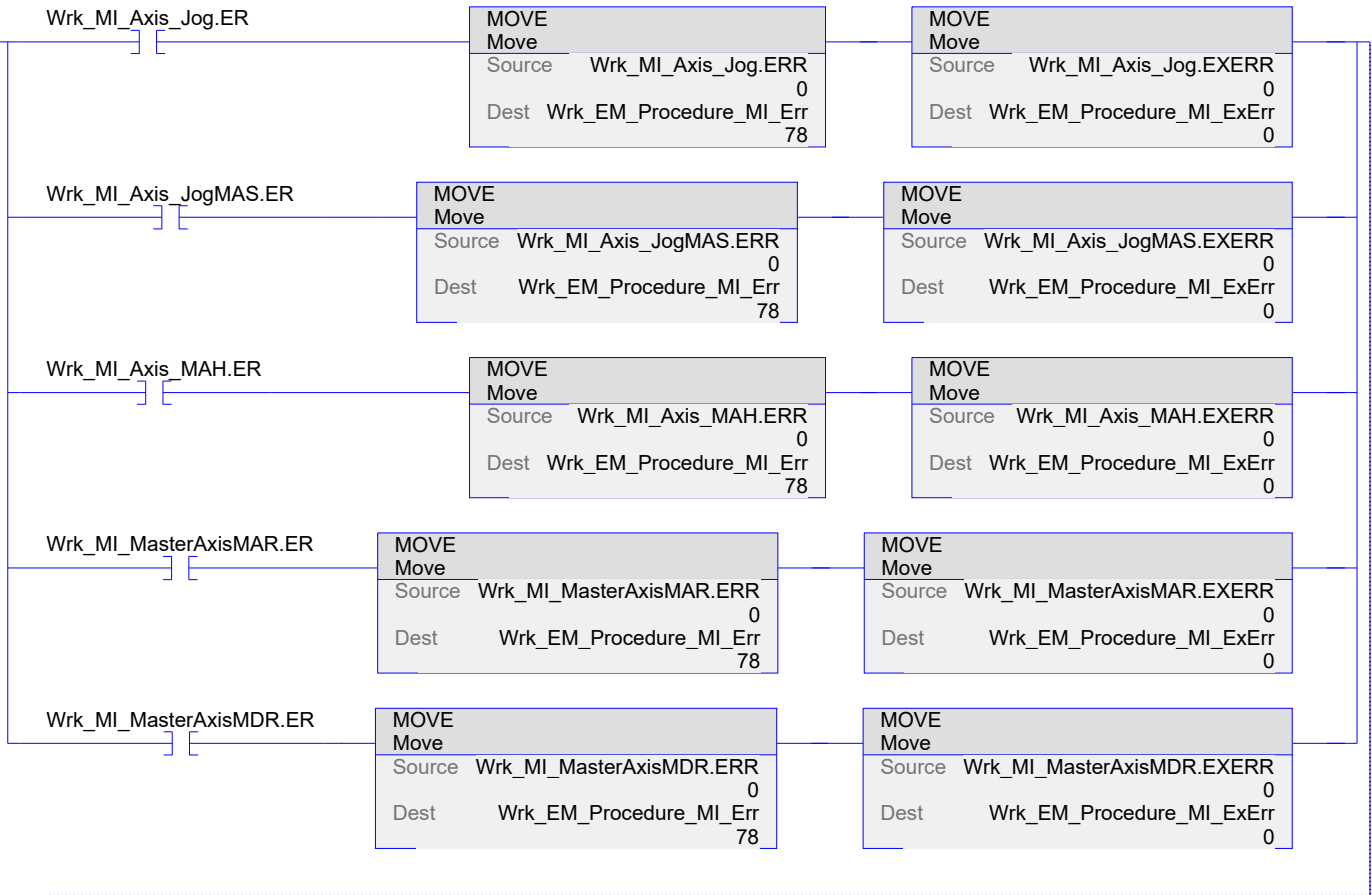 Wrk_MI_Axis_Jog.ER
MOVE
Move
Source Wrk_MI_Axis_Jog.ERR
0
Dest Wrk_EM_Procedure_MI_Err
78
MOVE
Move
Source Wrk_MI_Axis_Jog.EXERR
0
Dest Wrk_EM_Procedure_MI_ExErr
0
Wrk_MI_Axis_JogMAS.ER
MOVE
Move
Source Wrk_MI_Axis_JogMAS.ERR
0
Dest Wrk_EM_Procedure_MI_Err
78
MOVE
Move
Source Wrk_MI_Axis_JogMAS.EXERR
0
Dest Wrk_EM_Procedure_MI_ExErr
0
Wrk_MI_Axis_MAH.ER
MOVE
Move
Source Wrk_MI_Axis_MAH.ERR
0
Dest Wrk_EM_Procedure_MI_Err
78
MOVE
Move
Source Wrk_MI_Axis_MAH.EXERR
0
Dest Wrk_EM_Procedure_MI_ExErr
0
Wrk_MI_MasterAxisMAR.ER
MOVE
Move
Source Wrk_MI_MasterAxisMAR.ERR
0
Dest Wrk_EM_Procedure_MI_Err
78
MOVE
Move
Source Wrk_MI_MasterAxisMAR.EXERR
0
Dest Wrk_EM_Procedure_MI_ExErr
0
Wrk_MI_MasterAxisMDR.ER
MOVE
Move
Source Wrk_MI_MasterAxisMDR.ERR
0
Dest Wrk_EM_Procedure_MI_Err
78
MOVE
Move
Source Wrk_MI_MasterAxisMDR.EXERR
0
Dest Wrk_EM_Procedure_MI_ExErr
0